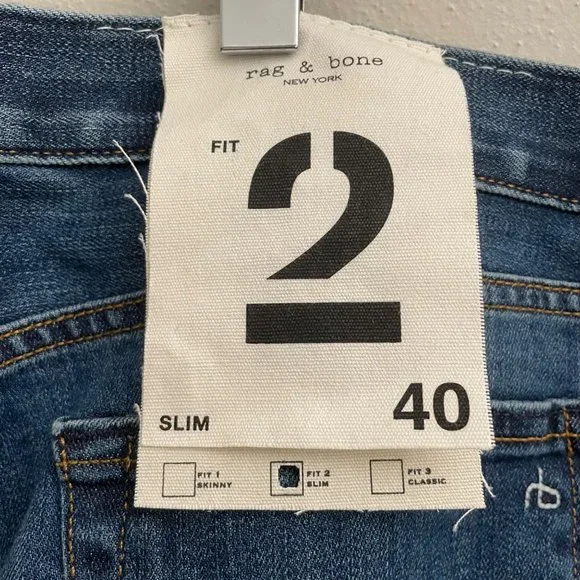 rag & bone
NEW YORK
FIT
2
SLIM
40
FIT 1
SKINNY
FIT 2
SLIM
FIT 3
CLASSIC